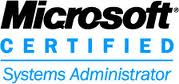 Microsoft
CERTIFIED
Systems Administrator